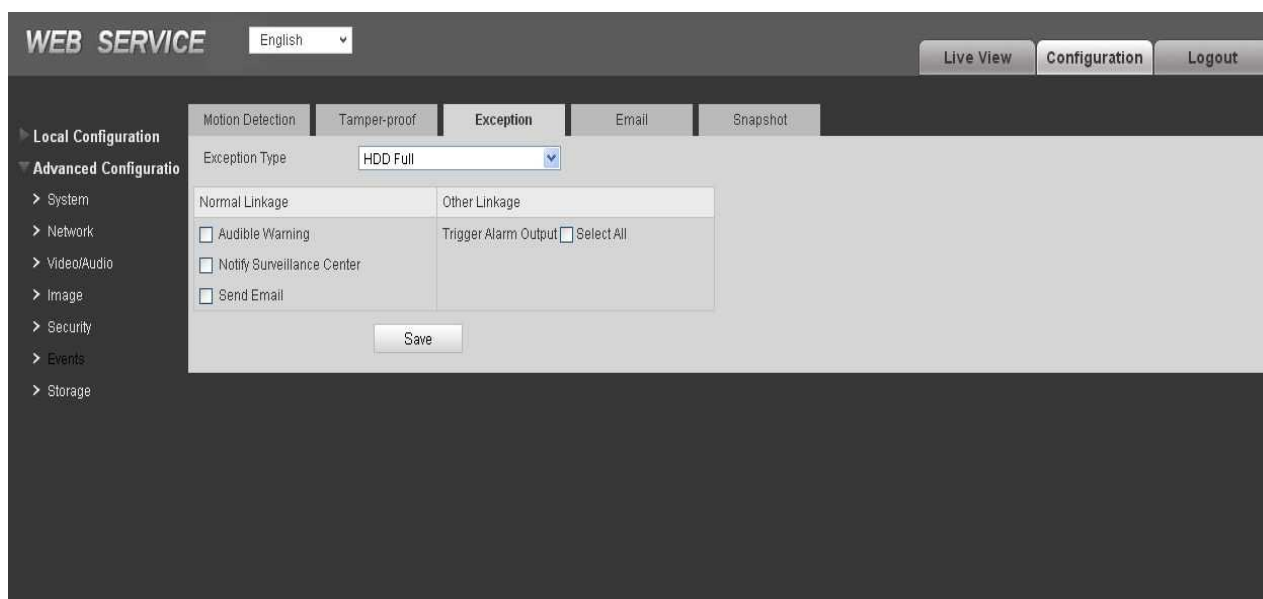 WEB SERVICE English
Live View Configuration Logout
Motion Detection Tamper-proof Exception Email Snapshot
Local Configuration
Advanced Configuratio
System
Network
Video/Audio
Image
Security
Events
Storage
Exception Type HDD Full
Normal Linkage Other Linkage
Audible Warning Trigger Alarm Output Select All
Notify Surveillance Center
Send Email
Save